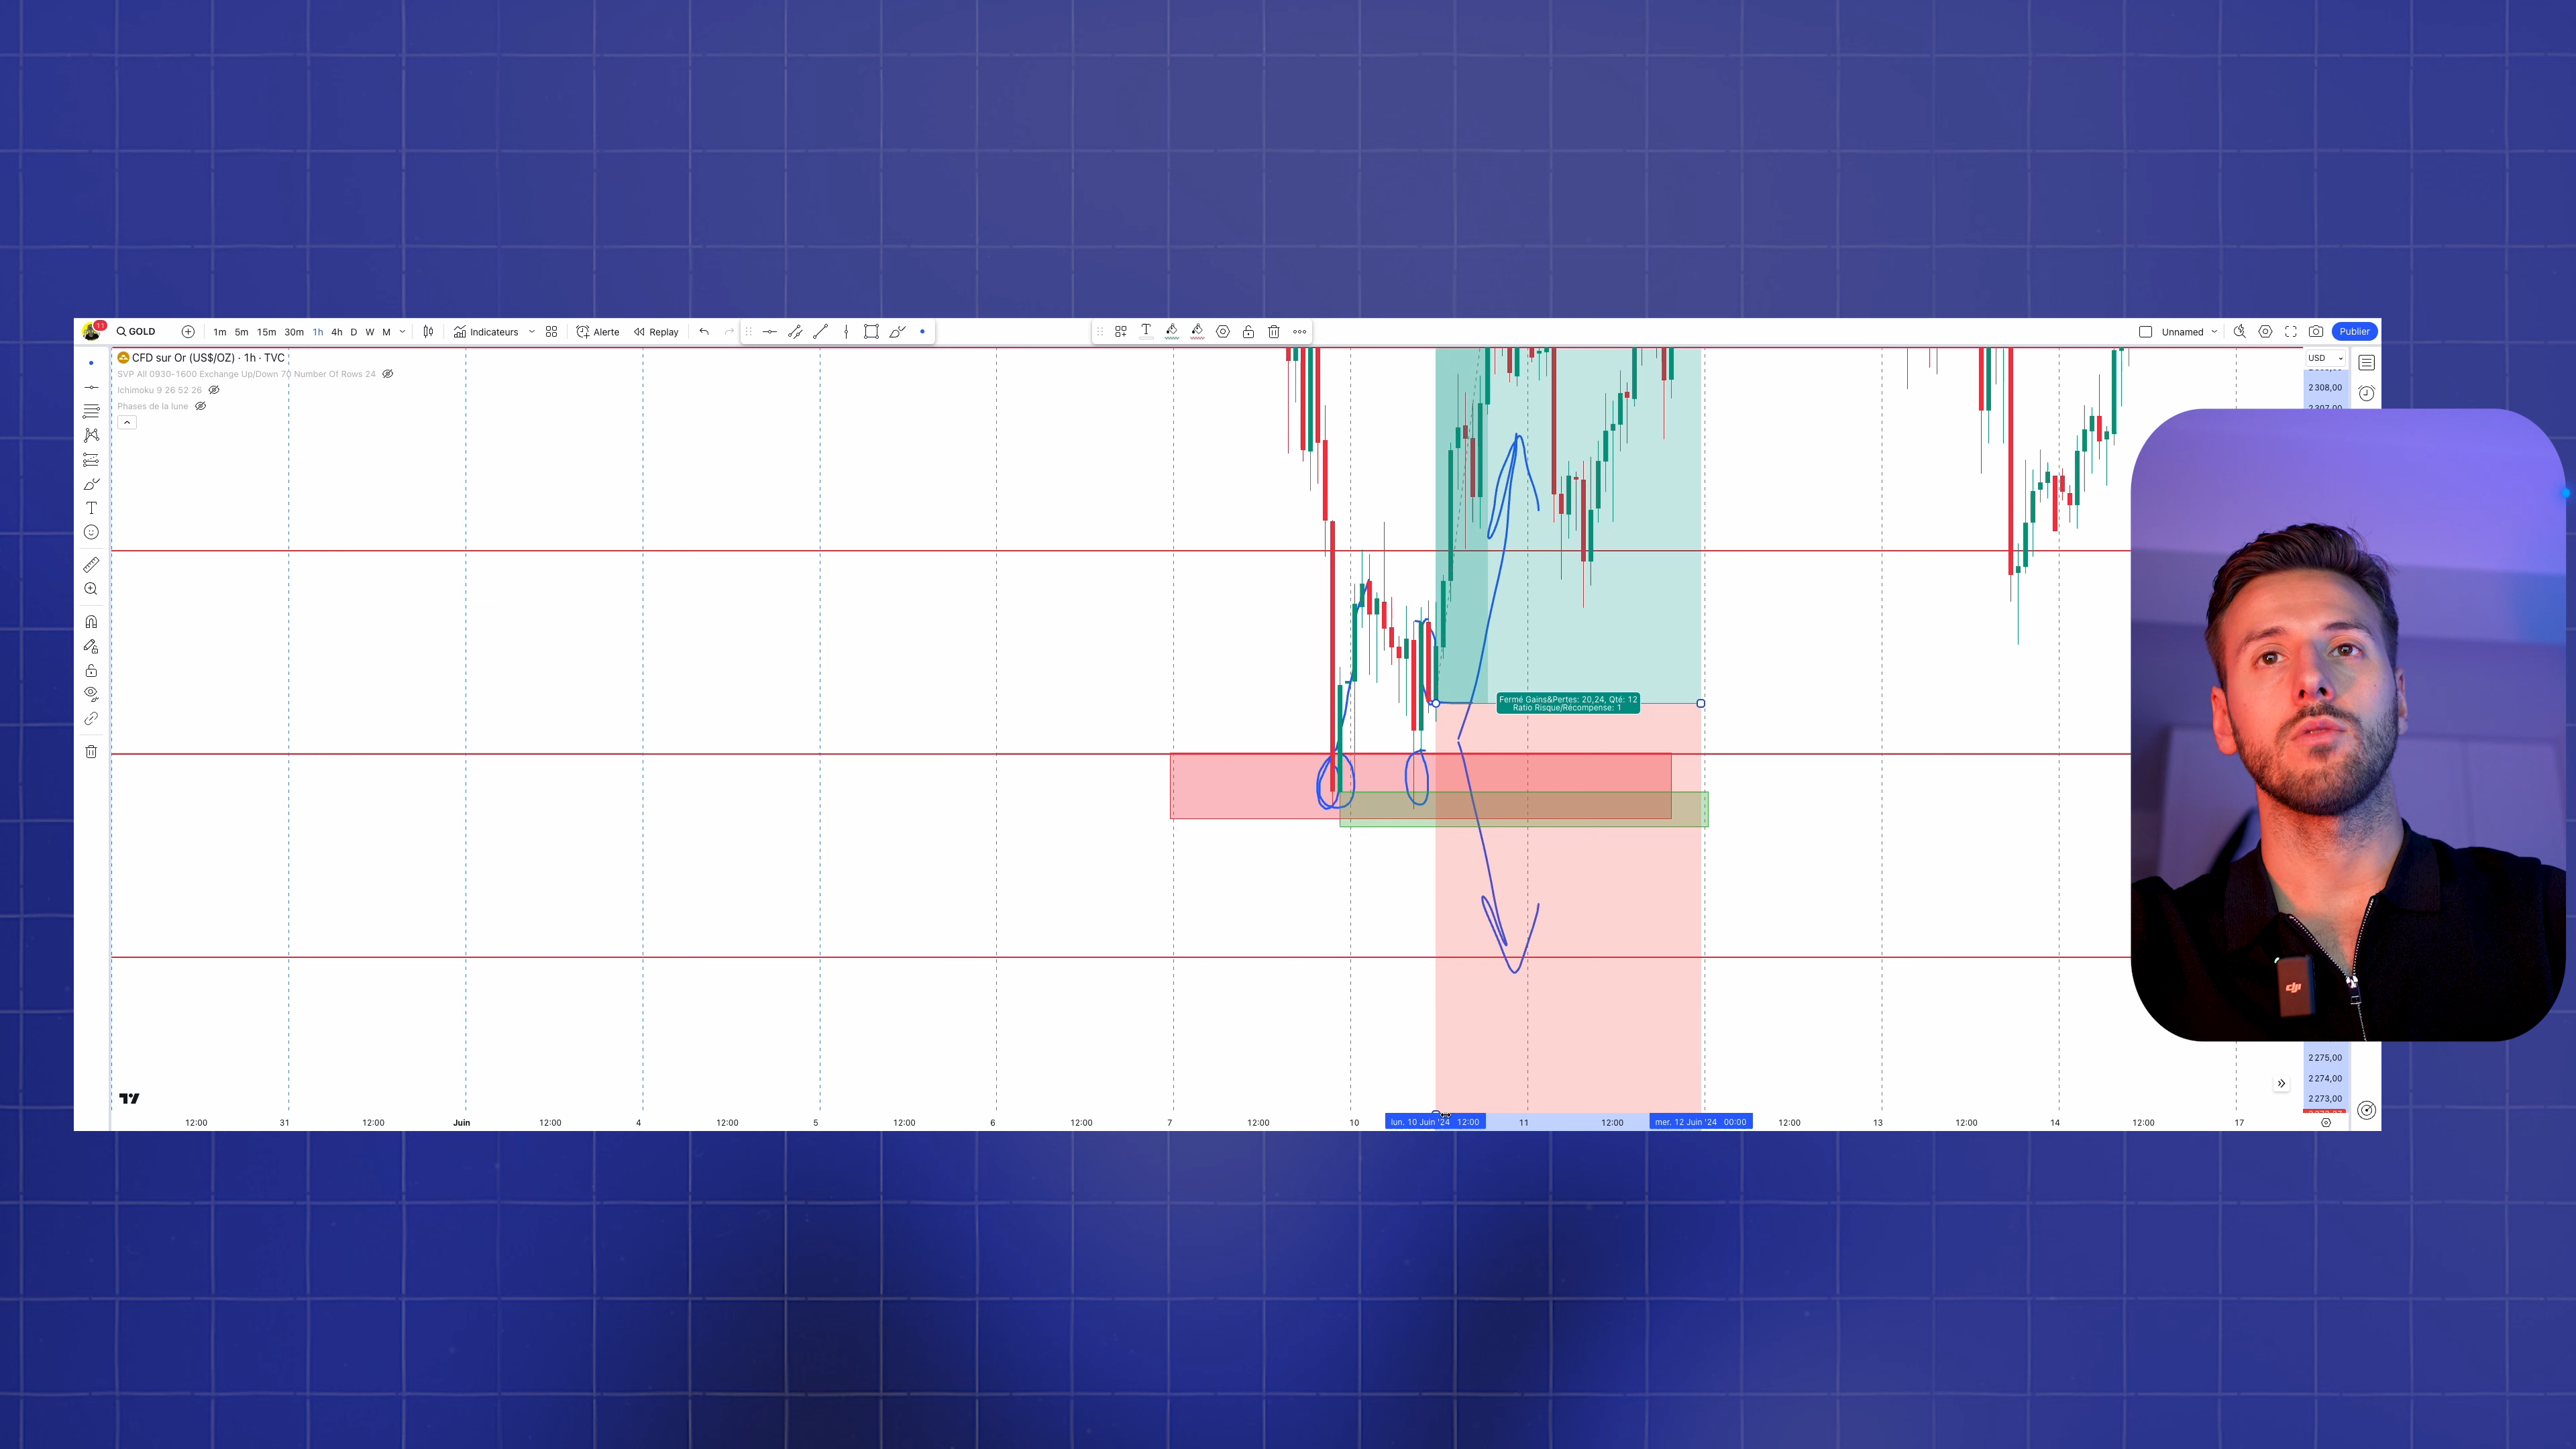 11 GOLD 1m 5m 15m 30m 1h 4h D W M Indicateurs Alerte Replay T Unnamed Publier
CFD sur Or (US$/OZ) · 1h · TVC
SVP All 0930-1600 Exchange Up/Down 70 Number Of Rows 24
Ichimoku 9 26 52 26
Phases de la lune
USD
2 308,00
2 307,00
Fermé Gains&Pertes: 20,24, Qté: 12
Ratio Risque/Récompense: 1
dji
2 275,00
2 274,00
2 273,00
12:00 31 12:00 Juin 12:00 4 12:00 5 12:00 6 12:00 7 12:00 10 lun. 10 Juin '24 12:00 11 12:00 mer. 12 Juin '24 00:00 12:00 13 12:00 14 12:00 17